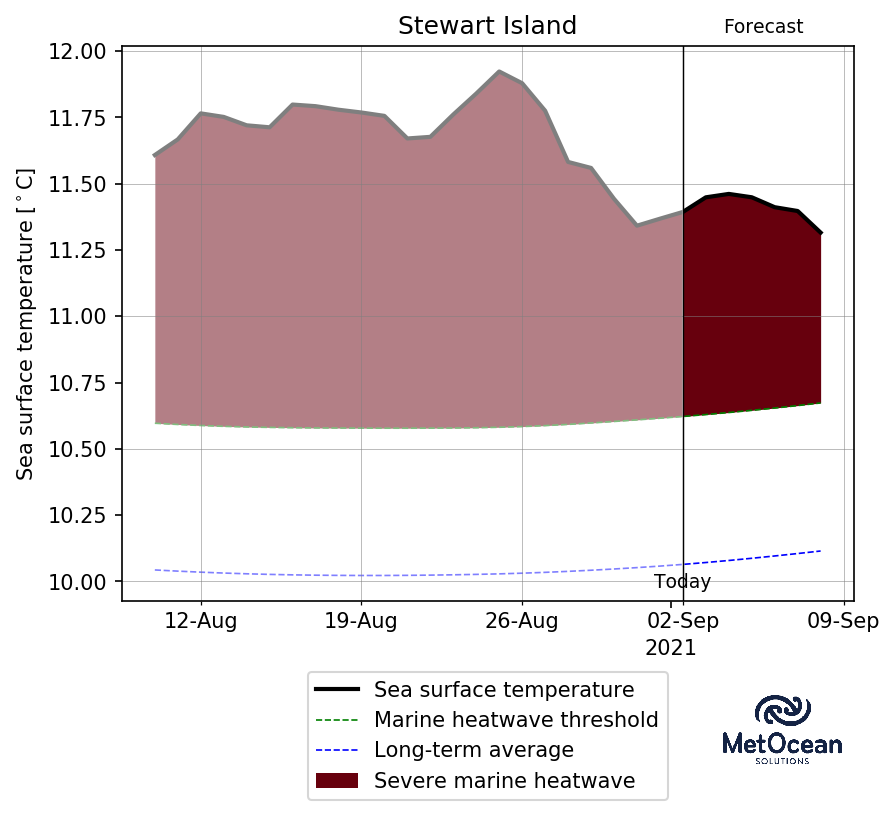 Stewart Island
Forecast
Sea surface temperature [°C]
12.00
11.75
11.50
11.25
11.00
10.75
10.50
10.25
10.00
Today
12-Aug
19-Aug
26-Aug
02-Sep
09-Sep
2021
Sea surface temperature
Marine heatwave threshold
Long-term average
Severe marine heatwave
MetOcean
SOLUTIONS